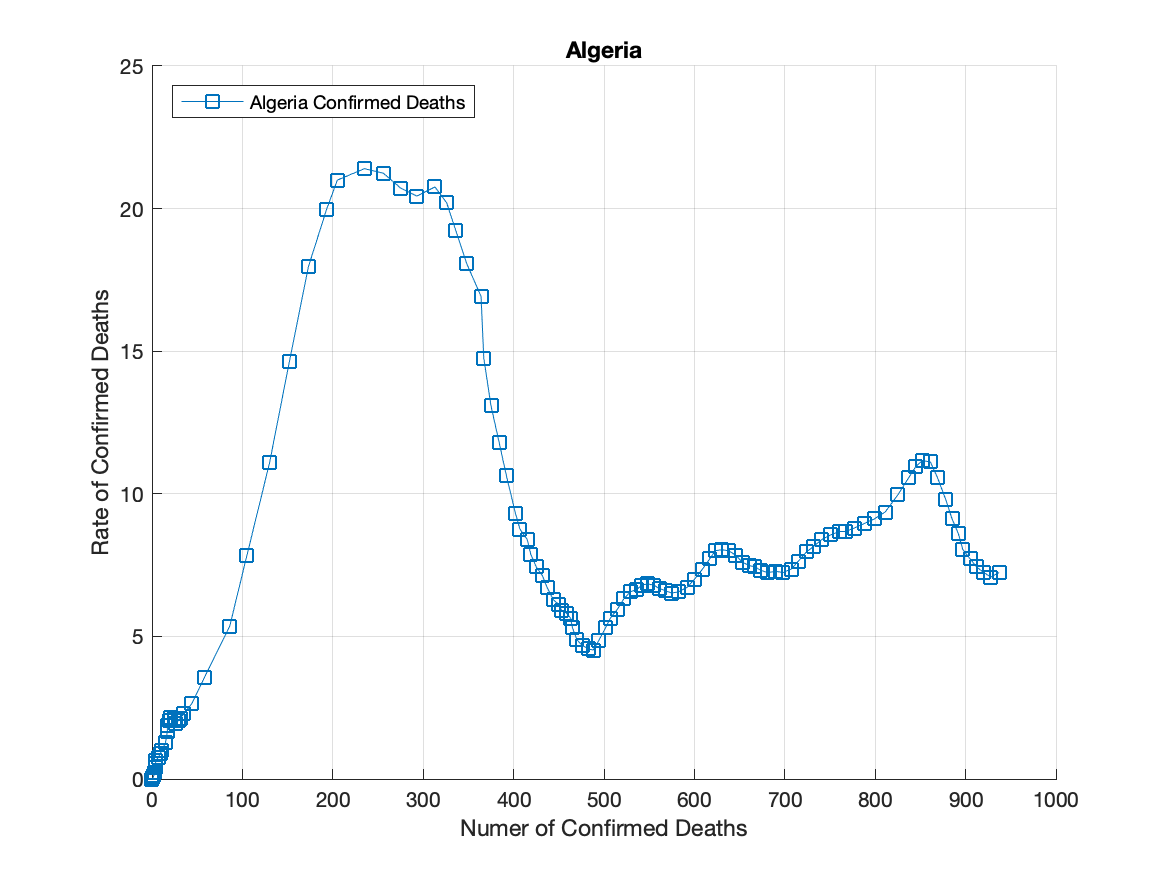 Algeria
Algeria Confirmed Deaths
Rate of Confirmed Deaths
25
20
15
10
5
0
0 100 200 300 400 500 600 700 800 900 1000
Numer of Confirmed Deaths